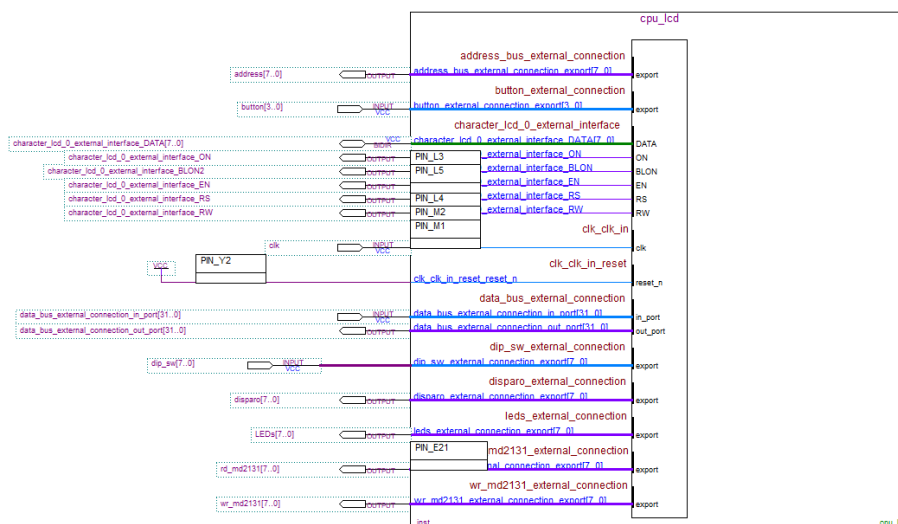 cpu_lcd
address_bus_external_connection
address[7..0] OUTPUT address_bus_external_connection_export[7..0] export
button_external_connection
button[3..0] INPUT VCC button_external_connection_export[3..0] export
character_lcd_0_external_interface
character_lcd_0_external_interface_DATA[7..0] VCC BIDIR character_lcd_0_external_interface_DATA[7..0] DATA
character_lcd_0_external_interface_ON OUTPUT PIN_L3 _external_interface_ON ON
character_lcd_0_external_interface_BLON2 OUTPUT PIN_L5 _external_interface_BLON BLON
character_lcd_0_external_interface_EN OUTPUT _external_interface_EN EN
character_lcd_0_external_interface_RS OUTPUT PIN_L4 _external_interface_RS RS
character_lcd_0_external_interface_RW OUTPUT PIN_M2 _external_interface_RW RW
PIN_M1
clk_clk_in
clk INPUT VCC clk
VCC PIN_Y2 clk_clk_in_reset
clk_clk_in_reset_reset_n reset_n
data_bus_external_connection
data_bus_external_connection_in_port[31..0] INPUT VCC data_bus_external_connection_in_port[31..0] in_port
data_bus_external_connection_out_port[31..0] OUTPUT data_bus_external_connection_out_port[31..0] out_port
dip_sw_external_connection
dip_sw[7..0] INPUT VCC dip_sw_external_connection_export[7..0] export
disparo_external_connection
disparo[7..0] OUTPUT disparo_external_connection_export[7..0] export
leds_external_connection
LEDs[7..0] OUTPUT leds_external_connection_export[7..0] export
PIN_E21 md2131_external_connection
rd_md2131[7..0] OUTPUT nal_connection_export[7..0] export
wr_md2131_external_connection
wr_md2131[7..0] OUTPUT wr_md2131_external_connection_export[7..0] export
inst